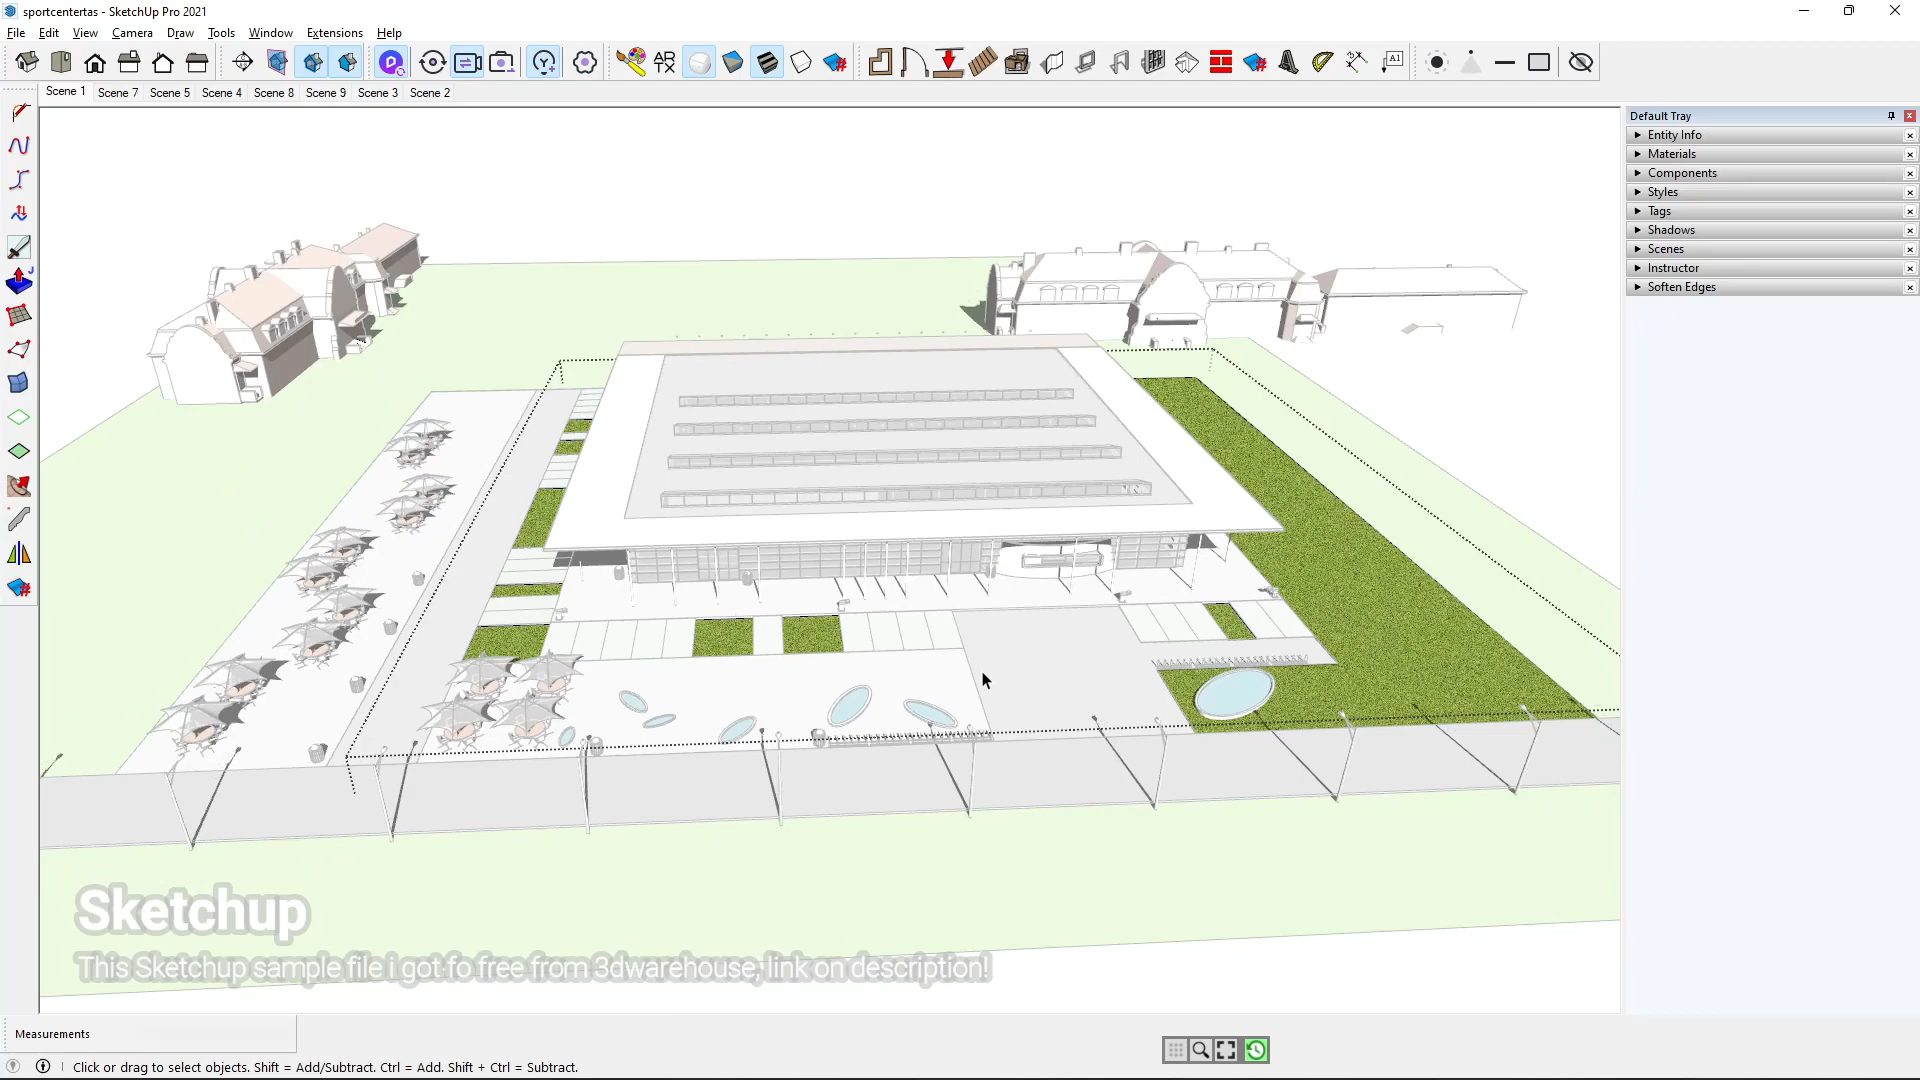 sportcentertas - SketchUp Pro 2021
File Edit View Camera Draw Tools Window Extensions Help
AR
TX
A1
Scene 1 Scene 7 Scene 5 Scene 4 Scene 8 Scene 9 Scene 3 Scene 2
Default Tray
Entity Info
Materials
Components
Styles
Tags
Shadows
Scenes
Instructor
Soften Edges
Sketchup
This Sketchup sample file i got fo free from 3dwarehouse, link on description!
Measurements
Click or drag to select objects. Shift = Add/Subtract. Ctrl = Add. Shift + Ctrl = Subtract.